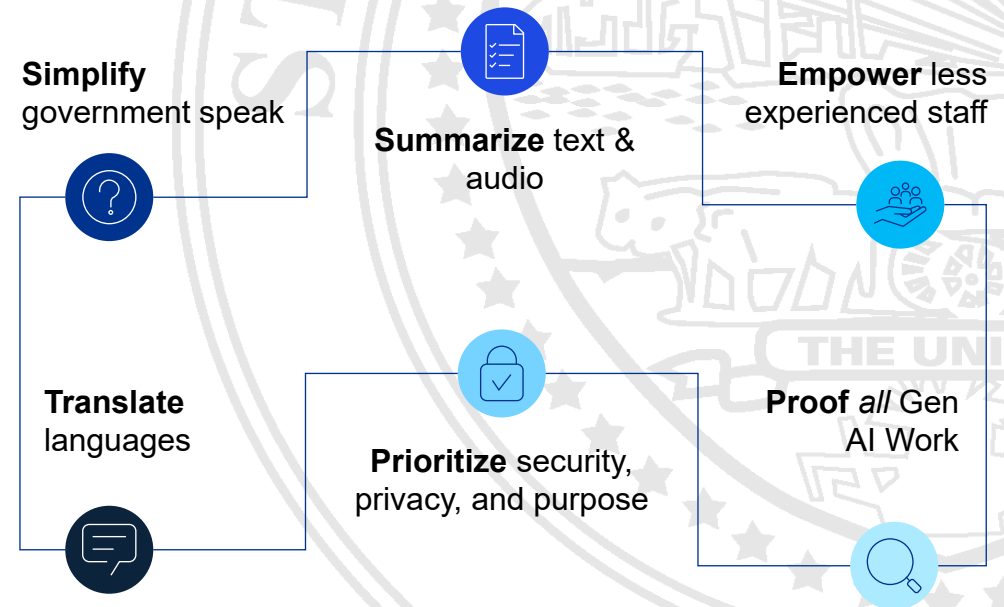 Simplify
government speak
Summarize text &
audio
Empower less
experienced staff
Translate
languages
Prioritize security,
privacy, and purpose
Proof all Gen
AI Work
THE UNI